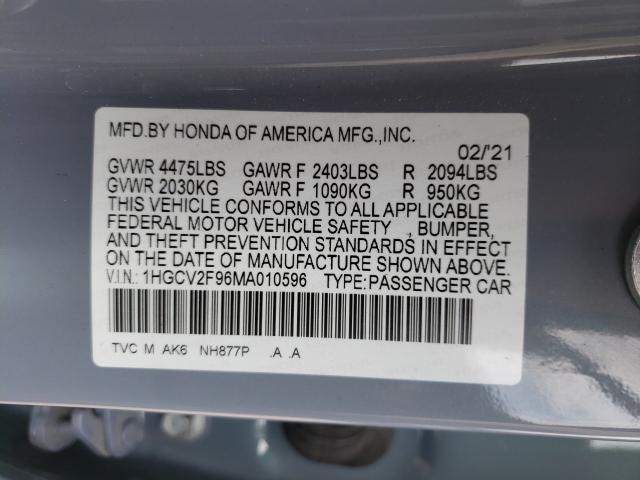 MFD.BY HONDA OF AMERICA MFG.,INC.
02/'21
GVWR 4475LBS GAWR F 2403LBS R 2094LBS
GVWR 2030KG GAWR F 1090KG R 950KG
THIS VEHICLE CONFORMS TO ALL APPLICABLE
FEDERAL MOTOR VEHICLE SAFETY , BUMPER,
AND THEFT PREVENTION STANDARDS IN EFFECT
ON THE DATE OF MANUFACTURE SHOWN ABOVE.
V.I.N.: 1HGCV2F96MA010596 TYPE:PASSENGER CAR
TVC M AK6 NH877P .A .A